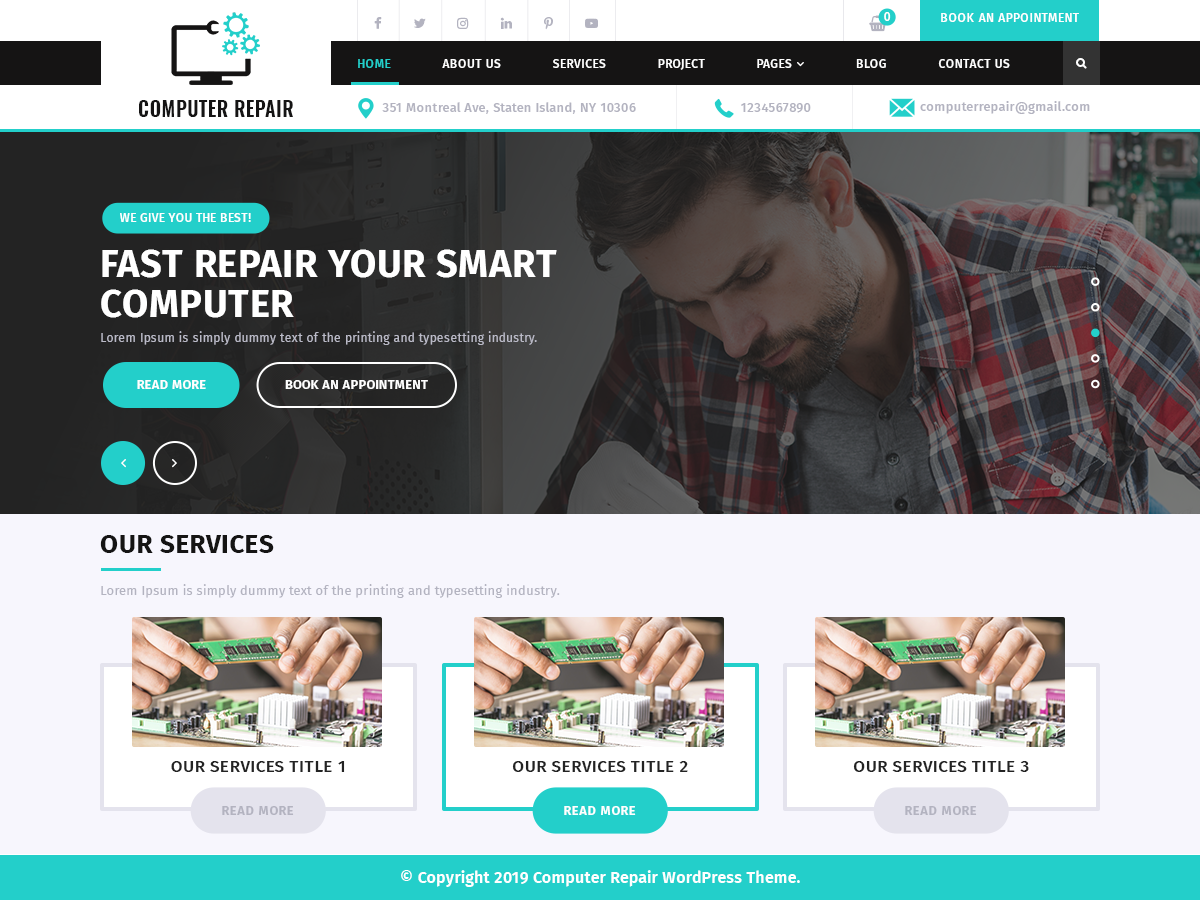 0
BOOK AN APPOINTMENT
HOME ABOUT US SERVICES PROJECT PAGES BLOG CONTACT US
COMPUTER REPAIR
351 Montreal Ave, Staten Island, NY 10306 1234567890 computerrepair@gmail.com
WE GIVE YOU THE BEST!
FAST REPAIR YOUR SMART
COMPUTER
Lorem Ipsum is simply dummy text of the printing and typesetting industry.
READ MORE BOOK AN APPOINTMENT
OUR SERVICES
Lorem Ipsum is simply dummy text of the printing and typesetting industry.
OUR SERVICES TITLE 1 OUR SERVICES TITLE 2 OUR SERVICES TITLE 3
READ MORE READ MORE READ MORE
© Copyright 2019 Computer Repair WordPress Theme.